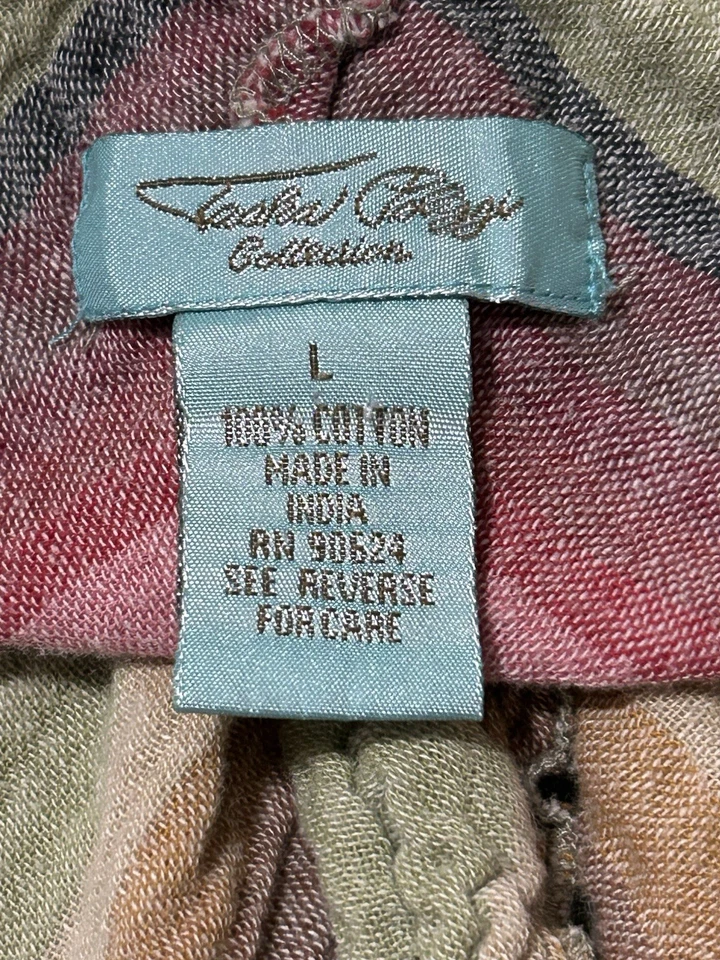 Tasha Polizzi
Collection
L
100% COTTON
MADE IN
INDIA
RN 90624
SEE REVERSE
FOR CARE